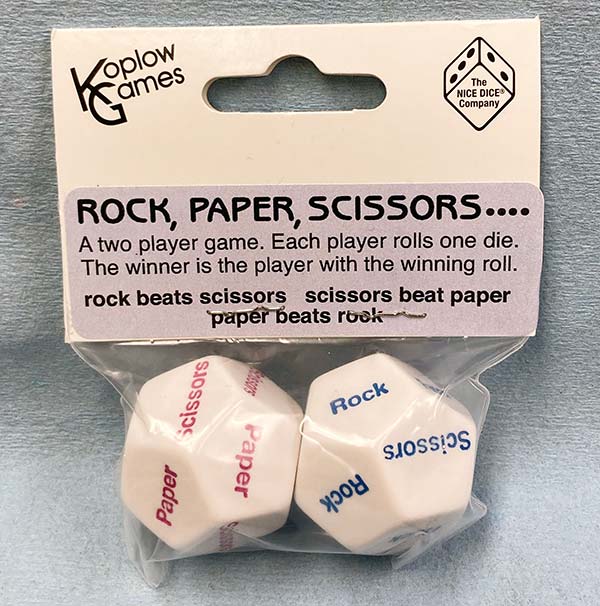 Koplow
Games
The
NICE DICE®
Company
ROCK, PAPER, SCISSORS....
A two player game. Each player rolls one die.
The winner is the player with the winning roll.
rock beats scissors scissors beat paper
paper beats rock
Scissors
Scissors
Paper
Paper
Scissors
Rock
Scissors
Rock